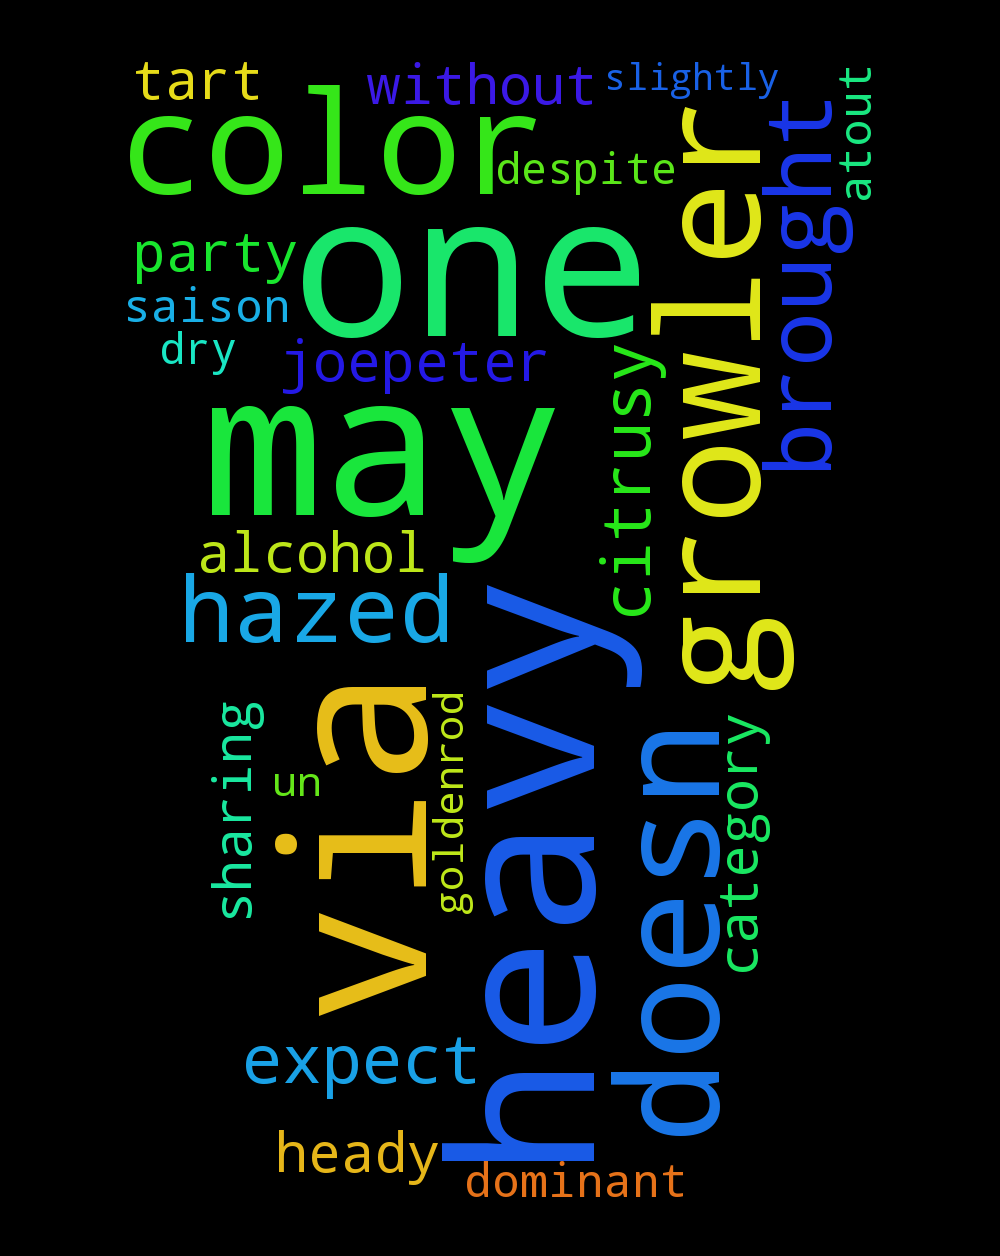 tart
without
slightly
atout
color
brought
growler
despite
one
party
saison
dry
joepeter
citrusy
may
alcohol
hazed
heavy
via
sharing
un
goldenrod
doesn
category
expect
heady
dominant